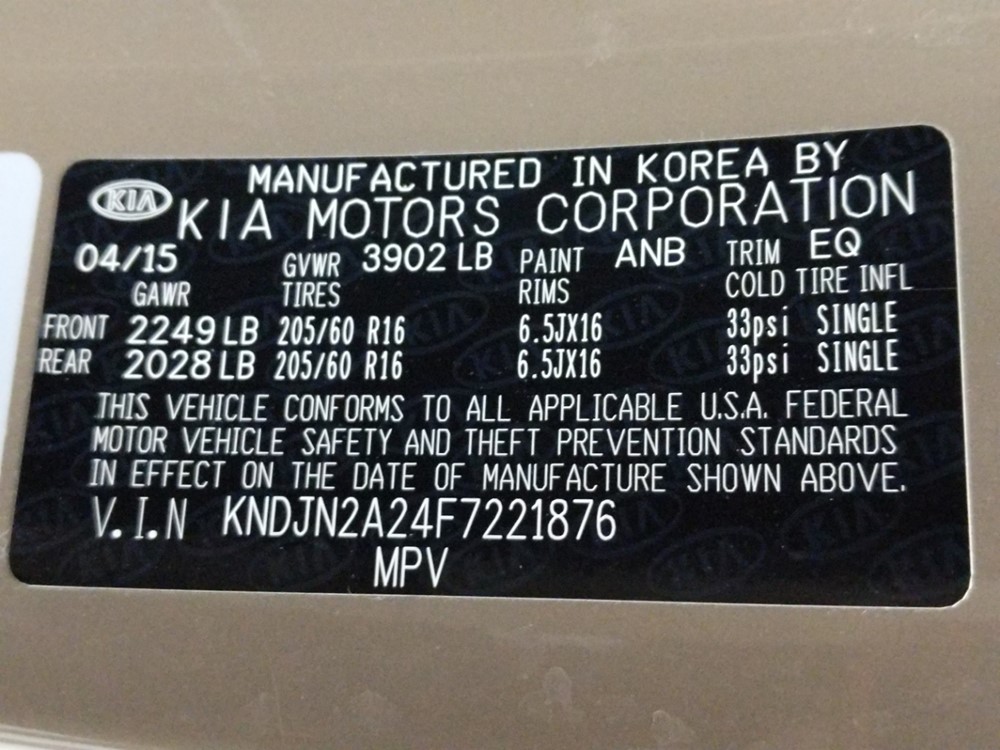 MANUFACTURED IN KOREA BY
KIA KIA MOTORS CORPORATION
04/15 GVWR 3902 LB PAINT ANB TRIM EQ
GAWR TIRES RIMS COLD TIRE INFL
FRONT 2249 LB 205/60 R16 6.5JX16 33psi SINGLE
REAR 2028 LB 205/60 R16 6.5JX16 33psi SINGLE
THIS VEHICLE CONFORMS TO ALL APPLICABLE U.S.A. FEDERAL
MOTOR VEHICLE SAFETY AND THEFT PREVENTION STANDARDS
IN EFFECT ON THE DATE OF MANUFACTURE SHOWN ABOVE.
V.I.N KNDJN2A24F7221876
MPV